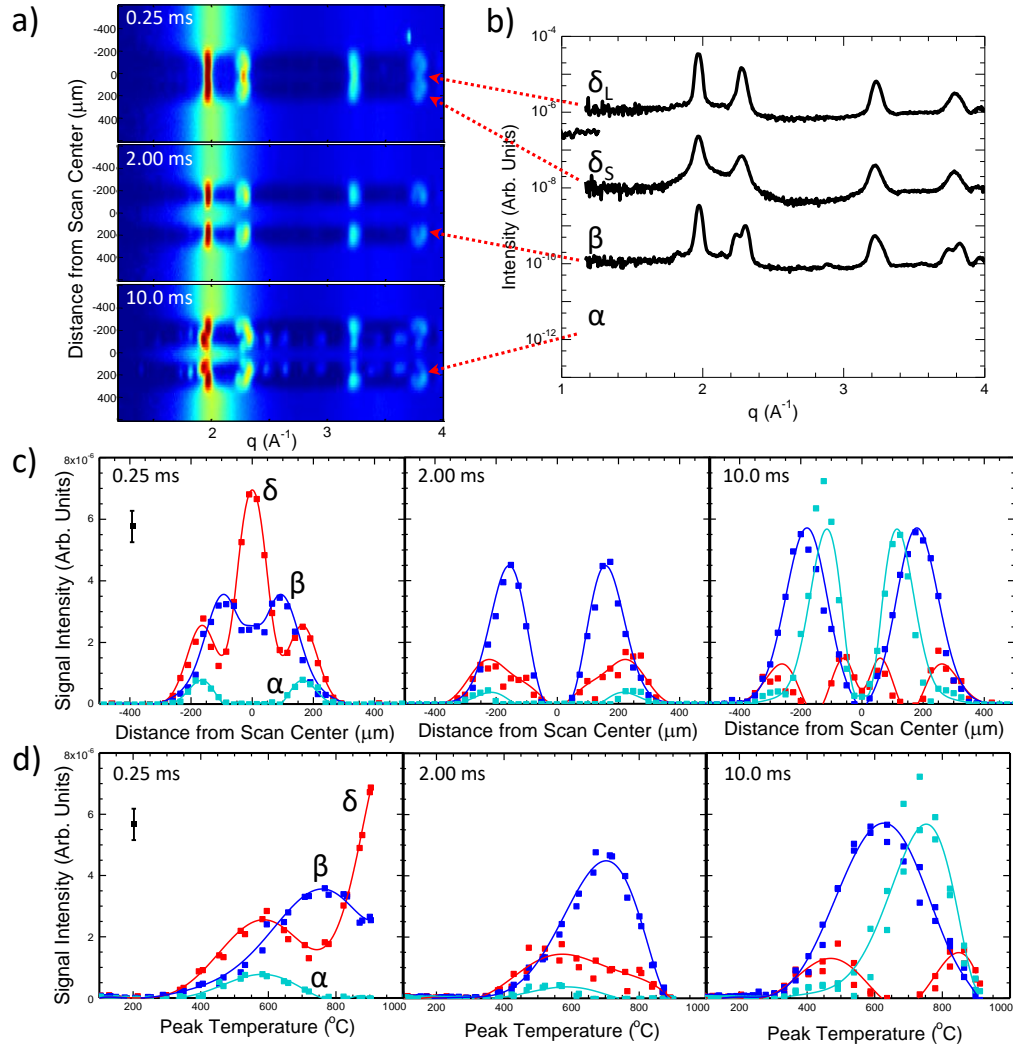 a)
0.25 ms
-400
-200
0
200
400
2.00 ms
-400
-200
0
200
400
10.0 ms
-400
-200
0
200
400
2
3
4
q (A-1)
Distance from Scan Center (μm)
b)
10-4
10-6
10-8
10-10
10-12
Intensity (Arb. Units)
δL
δS
β
α
1
2
3
4
q (A-1)
c)
8x10-6
6
4
2
0
Signal Intensity (Arb. Units)
0.25 ms
δ
β
α
2.00 ms
10.0 ms
-400 -200 0 200 400
-400 -200 0 200 400
-400 -200 0 200 400
Distance from Scan Center (μm)
Distance from Scan Center (μm)
Distance from Scan Center (μm)
d)
8x10-6
6
4
2
0
Signal Intensity (Arb. Units)
0.25 ms
δ
β
α
2.00 ms
10.0 ms
200 400 600 800 1000
200 400 600 800 1000
200 400 600 800 1000
Peak Temperature (oC)
Peak Temperature (oC)
Peak Temperature (oC)